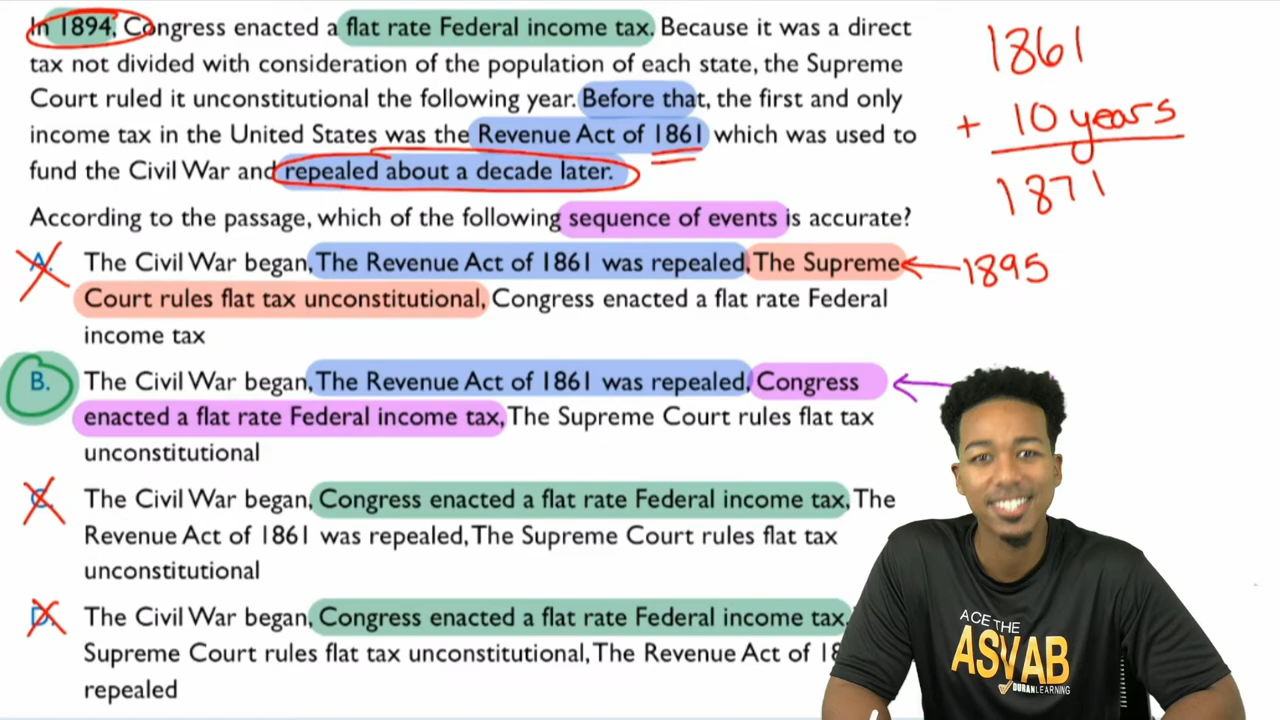 In 1894, Congress enacted a flat rate Federal income tax. Because it was a direct
tax not divided with consideration of the population of each state, the Supreme
Court ruled it unconstitutional the following year. Before that, the first and only
income tax in the United States was the Revenue Act of 1861 which was used to
fund the Civil War and repealed about a decade later.
According to the passage, which of the following sequence of events is accurate?
A. The Civil War began, The Revenue Act of 1861 was repealed, The Supreme
Court rules flat tax unconstitutional, Congress enacted a flat rate Federal
income tax
B. The Civil War began, The Revenue Act of 1861 was repealed, Congress
enacted a flat rate Federal income tax, The Supreme Court rules flat tax
unconstitutional
C. The Civil War began, Congress enacted a flat rate Federal income tax, The
Revenue Act of 1861 was repealed, The Supreme Court rules flat tax
unconstitutional
D. The Civil War began, Congress enacted a flat rate Federal income tax,
Supreme Court rules flat tax unconstitutional, The Revenue Act of
repealed
1861
+ 10 years
1871
1895
ACE THE
ASVAB
DURAN LEARNING